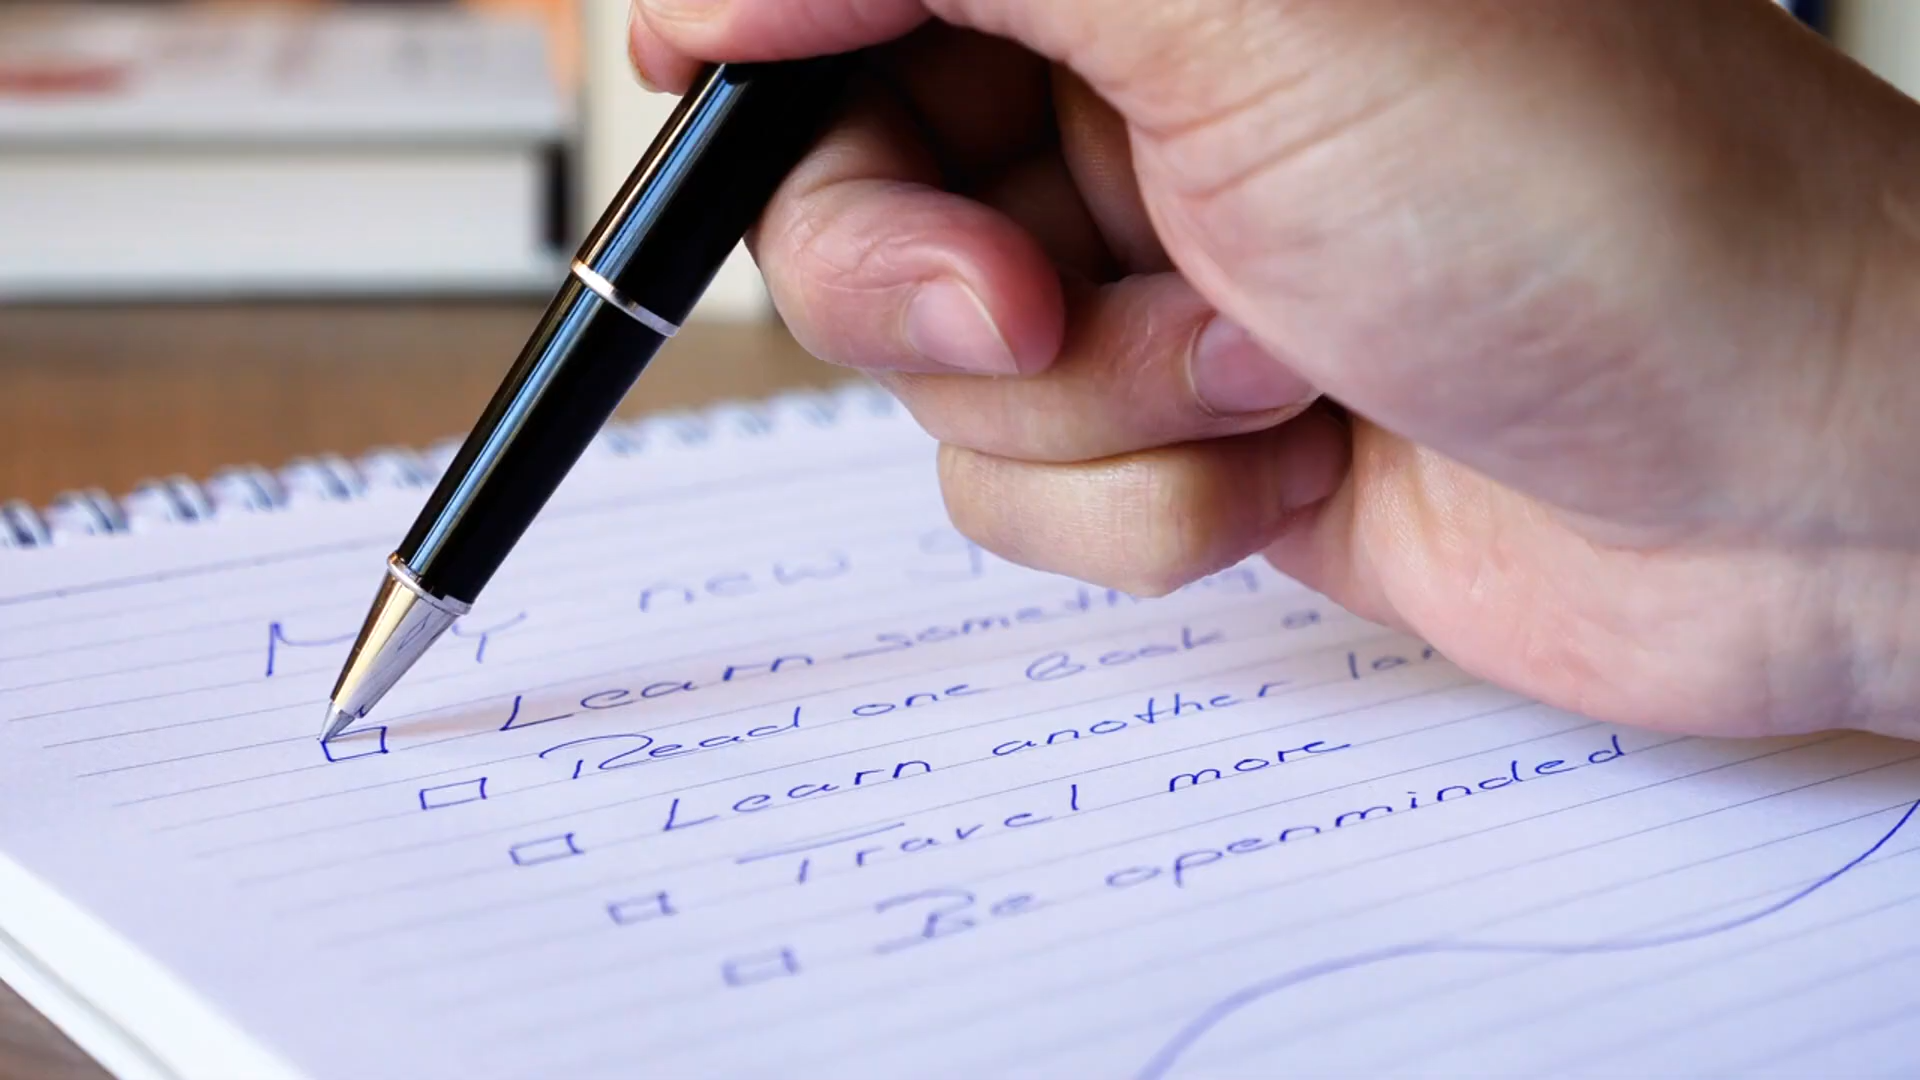 My new
Learn something
Read one Book a
Learn another
Travel more
Be openminded